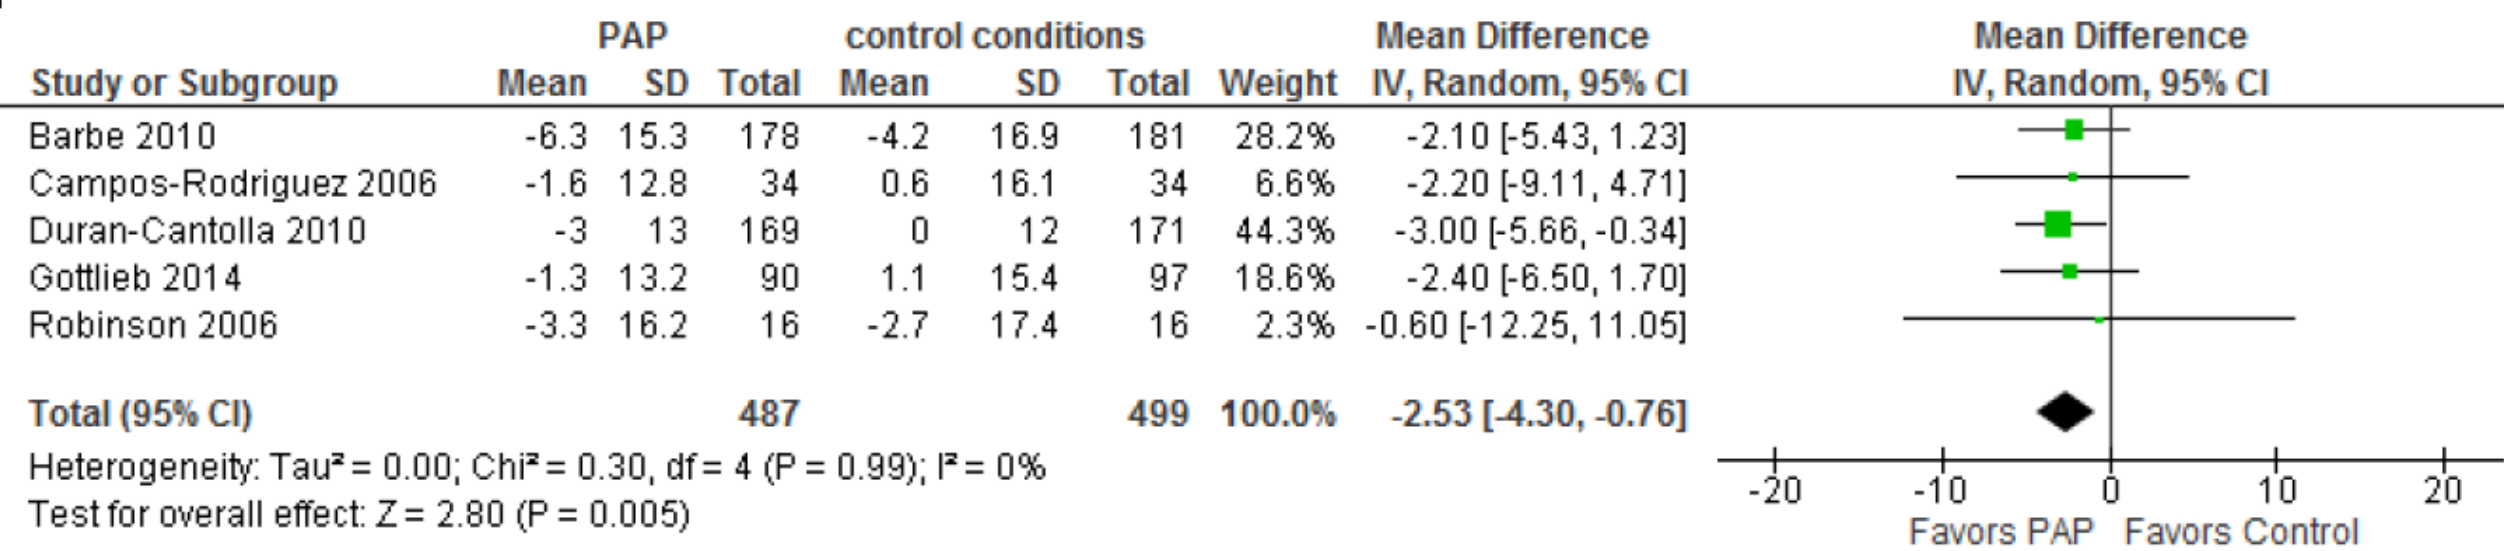 PAP control conditions Mean Difference Mean Difference
Study or Subgroup Mean SD Total Mean SD Total Weight IV, Random, 95% CI IV, Random, 95% CI
Barbe 2010 -6.3 15.3 178 -4.2 16.9 181 28.2% -2.10 [-5.43, 1.23]
Campos-Rodriguez 2006 -1.6 12.8 34 0.6 16.1 34 6.6% -2.20 [-9.11, 4.71]
Duran-Cantolla 2010 -3 13 169 0 12 171 44.3% -3.00 [-5.66, -0.34]
Gottlieb 2014 -1.3 13.2 90 1.1 15.4 97 18.6% -2.40 [-6.50, 1.70]
Robinson 2006 -3.3 16.2 16 -2.7 17.4 16 2.3% -0.60 [-12.25, 11.05]
Total (95% CI) 487 499 100.0% -2.53 [-4.30, -0.76]
Heterogeneity: Tau² = 0.00; Chi² = 0.30, df = 4 (P = 0.99); I² = 0%
Test for overall effect: Z = 2.80 (P = 0.005)
-20 -10 0 10 20
Favors PAP Favors Control